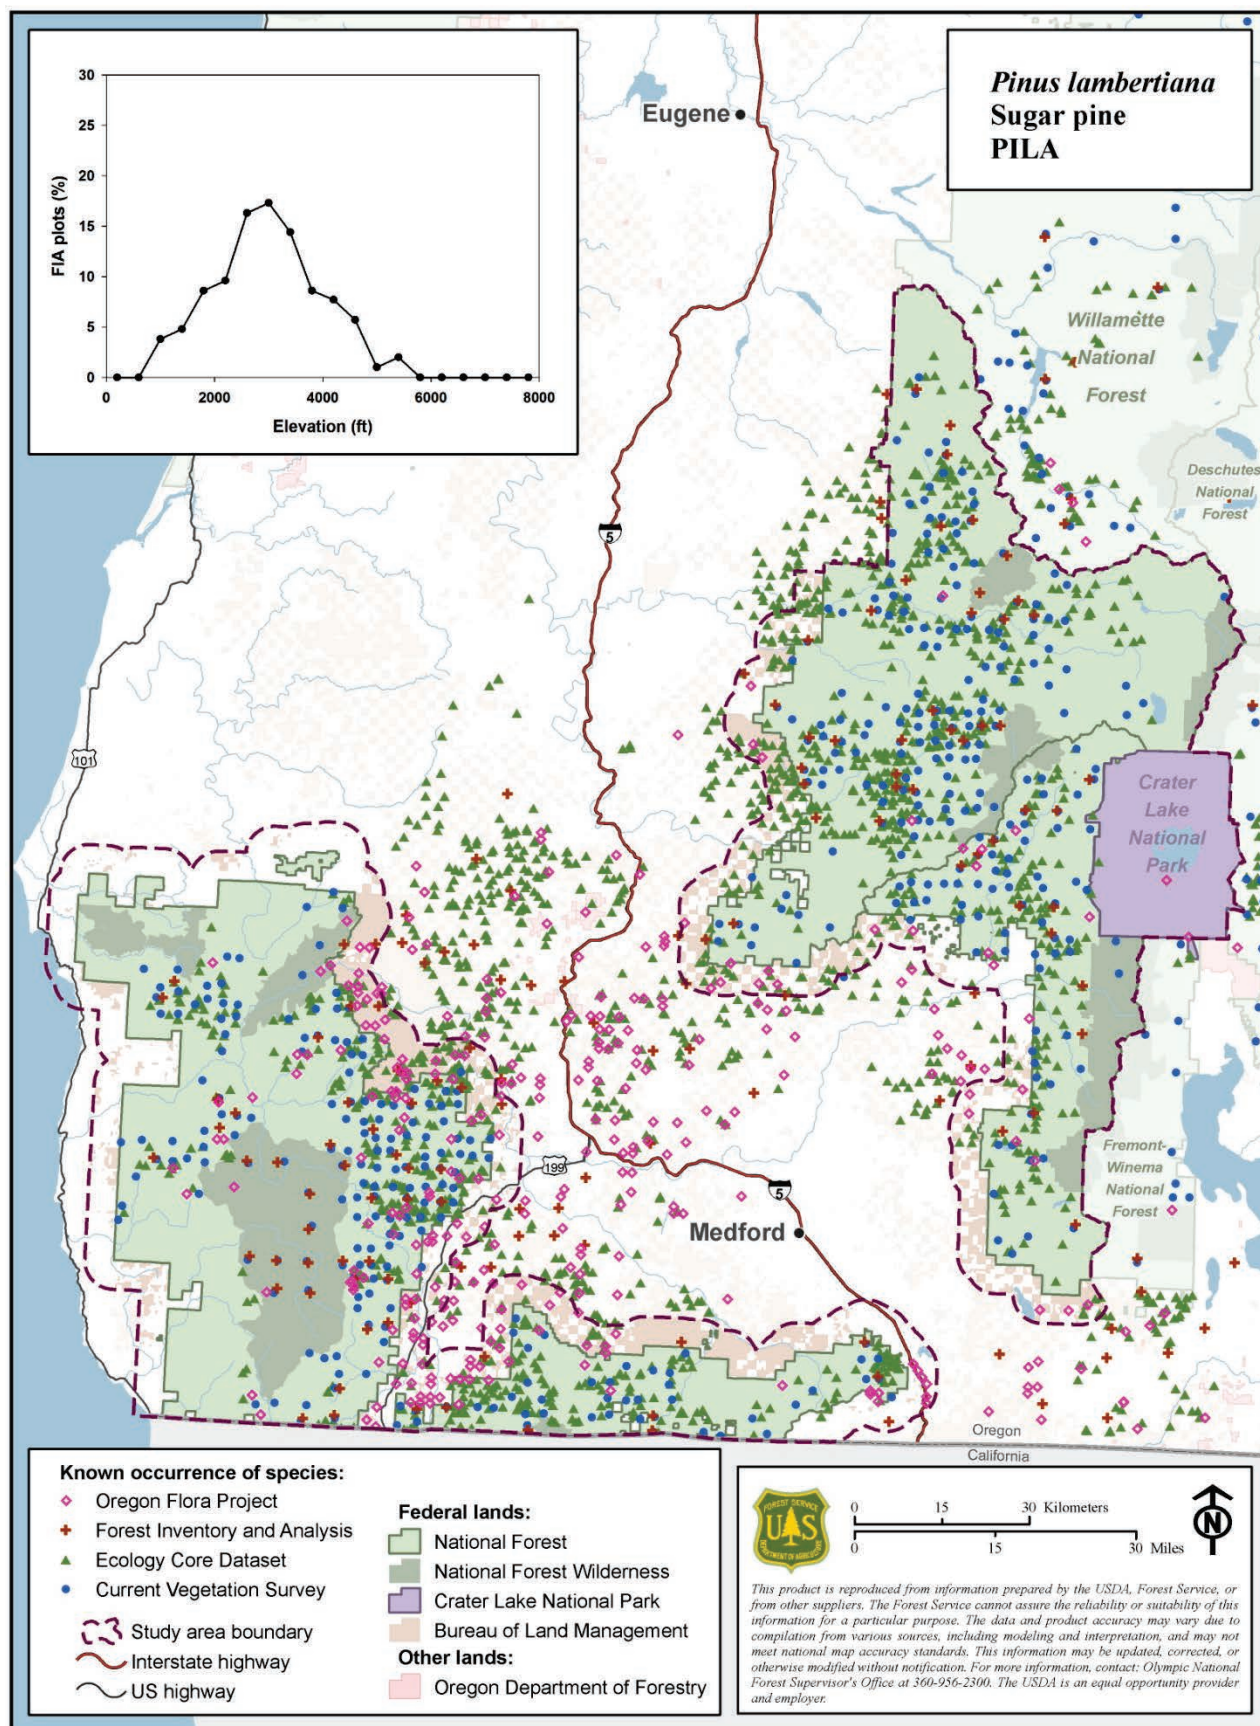 30
25
20
15
10
5
0
FIA plots (%)
0 2000 4000 6000 8000
Elevation (ft)
Pinus lambertiana
Sugar pine
PILA
Eugene
Willamette
National
Forest
Deschutes
National
Forest
5
101
Crater
Lake
National
Park
199
5
Medford
Fremont-
Winema
National
Forest
Oregon
California
Known occurrence of species:
Oregon Flora Project
Forest Inventory and Analysis
Ecology Core Dataset
Current Vegetation Survey
Study area boundary
Interstate highway
US highway
Federal lands:
National Forest
National Forest Wilderness
Crater Lake National Park
Bureau of Land Management
Other lands:
Oregon Department of Forestry
FOREST SERVICE
U S
DEPARTMENT OF AGRICULTURE
0 15 30 Kilometers
0 15 30 Miles
N
This product is reproduced from information prepared by the USDA, Forest Service, or
from other suppliers. The Forest Service cannot assure the reliability or suitability of this
information for a particular purpose. The data and product accuracy may vary due to
compilation from various sources, including modeling and interpretation, and may not
meet national map accuracy standards. This information may be updated, corrected, or
otherwise modified without notification. For more information, contact: Olympic National
Forest Supervisor's Office at 360-956-2300. The USDA is an equal opportunity provider
and employer.